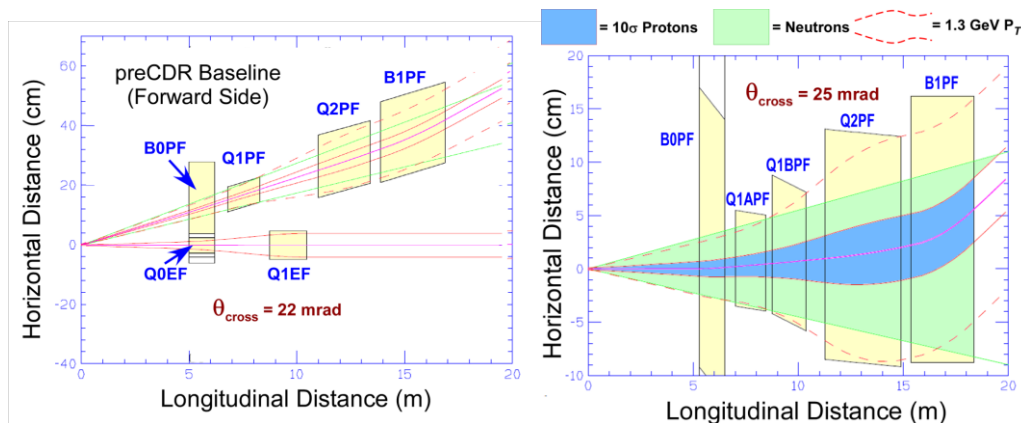 = 10σ Protons = Neutrons = 1.3 GeV P_T
preCDR Baseline
(Forward Side)
B0PF
Q1PF
Q2PF
B1PF
Q0EF
Q1EF
θcross = 22 mrad
60
40
20
0
-20
-40
0 5 10 15 20
Horizontal Distance (cm)
Longitudinal Distance (m)
θcross = 25 mrad
B0PF
Q1APF
Q1BPF
Q2PF
B1PF
20
15
10
5
0
-5
-10
0 5 10 15 20
Horizontal Distance (cm)
Longitudinal Distance (m)